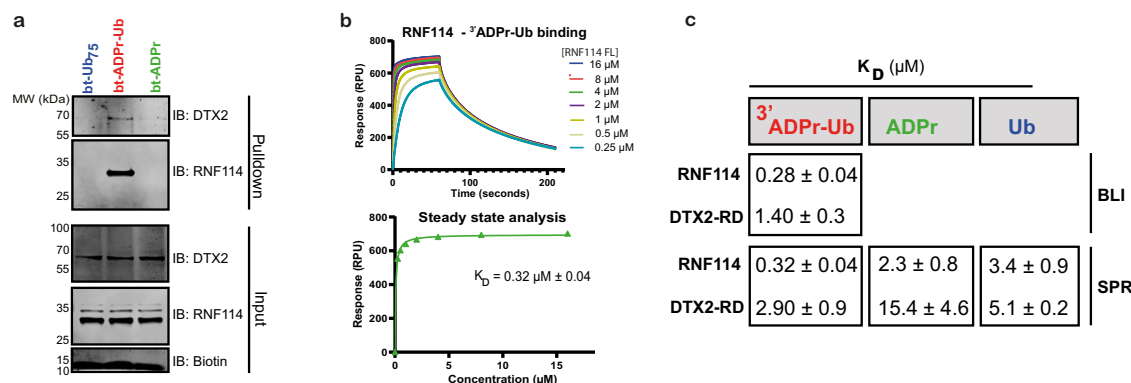 a
bt-Ub75
bt-ADPr-Ub
bt-ADPr
MW (kDa)
70
55
IB: DTX2
35
25
IB: RNF114
Pulldown
100
70
55
IB: DTX2
35
25
IB: RNF114
15
10
IB: Biotin
Input
b
RNF114 - 3'ADPr-Ub binding
800
600
400
200
0
Response (RPU)
0
100
200
Time (seconds)
[RNF114 FL]
16 µM
8 µM
4 µM
2 µM
1 µM
0.5 µM
0.25 µM
Steady state analysis
800
600
400
200
0
Response (RPU)
KD = 0.32 µM ± 0.04
0
5
10
15
Concentration (µM)
c
KD (µM)
3'ADPr-Ub ADPr Ub
RNF114 0.28 ± 0.04
DTX2-RD 1.40 ± 0.3
BLI
RNF114 0.32 ± 0.04 2.3 ± 0.8 3.4 ± 0.9
DTX2-RD 2.90 ± 0.9 15.4 ± 4.6 5.1 ± 0.2
SPR